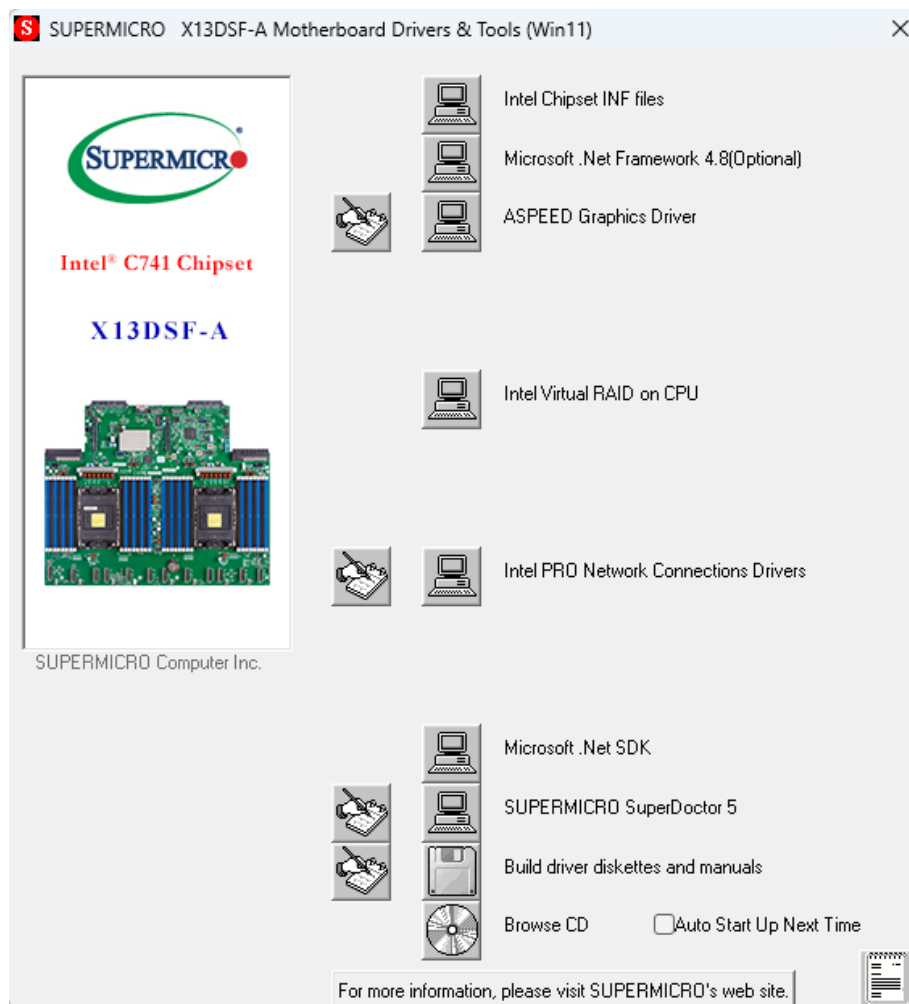 SUPERMICRO X13DSF-A Motherboard Drivers & Tools (Win11)
SUPERMICR
Intel® C741 Chipset
X13DSF-A
SUPERMICRO Computer Inc.
Intel Chipset INF files
Microsoft .Net Framework 4.8(Optional)
ASPEED Graphics Driver
Intel Virtual RAID on CPU
Intel PRO Network Connections Drivers
Microsoft .Net SDK
SUPERMICRO SuperDoctor 5
Build driver diskettes and manuals
Browse CD Auto Start Up Next Time
For more information, please visit SUPERMICRO's web site.